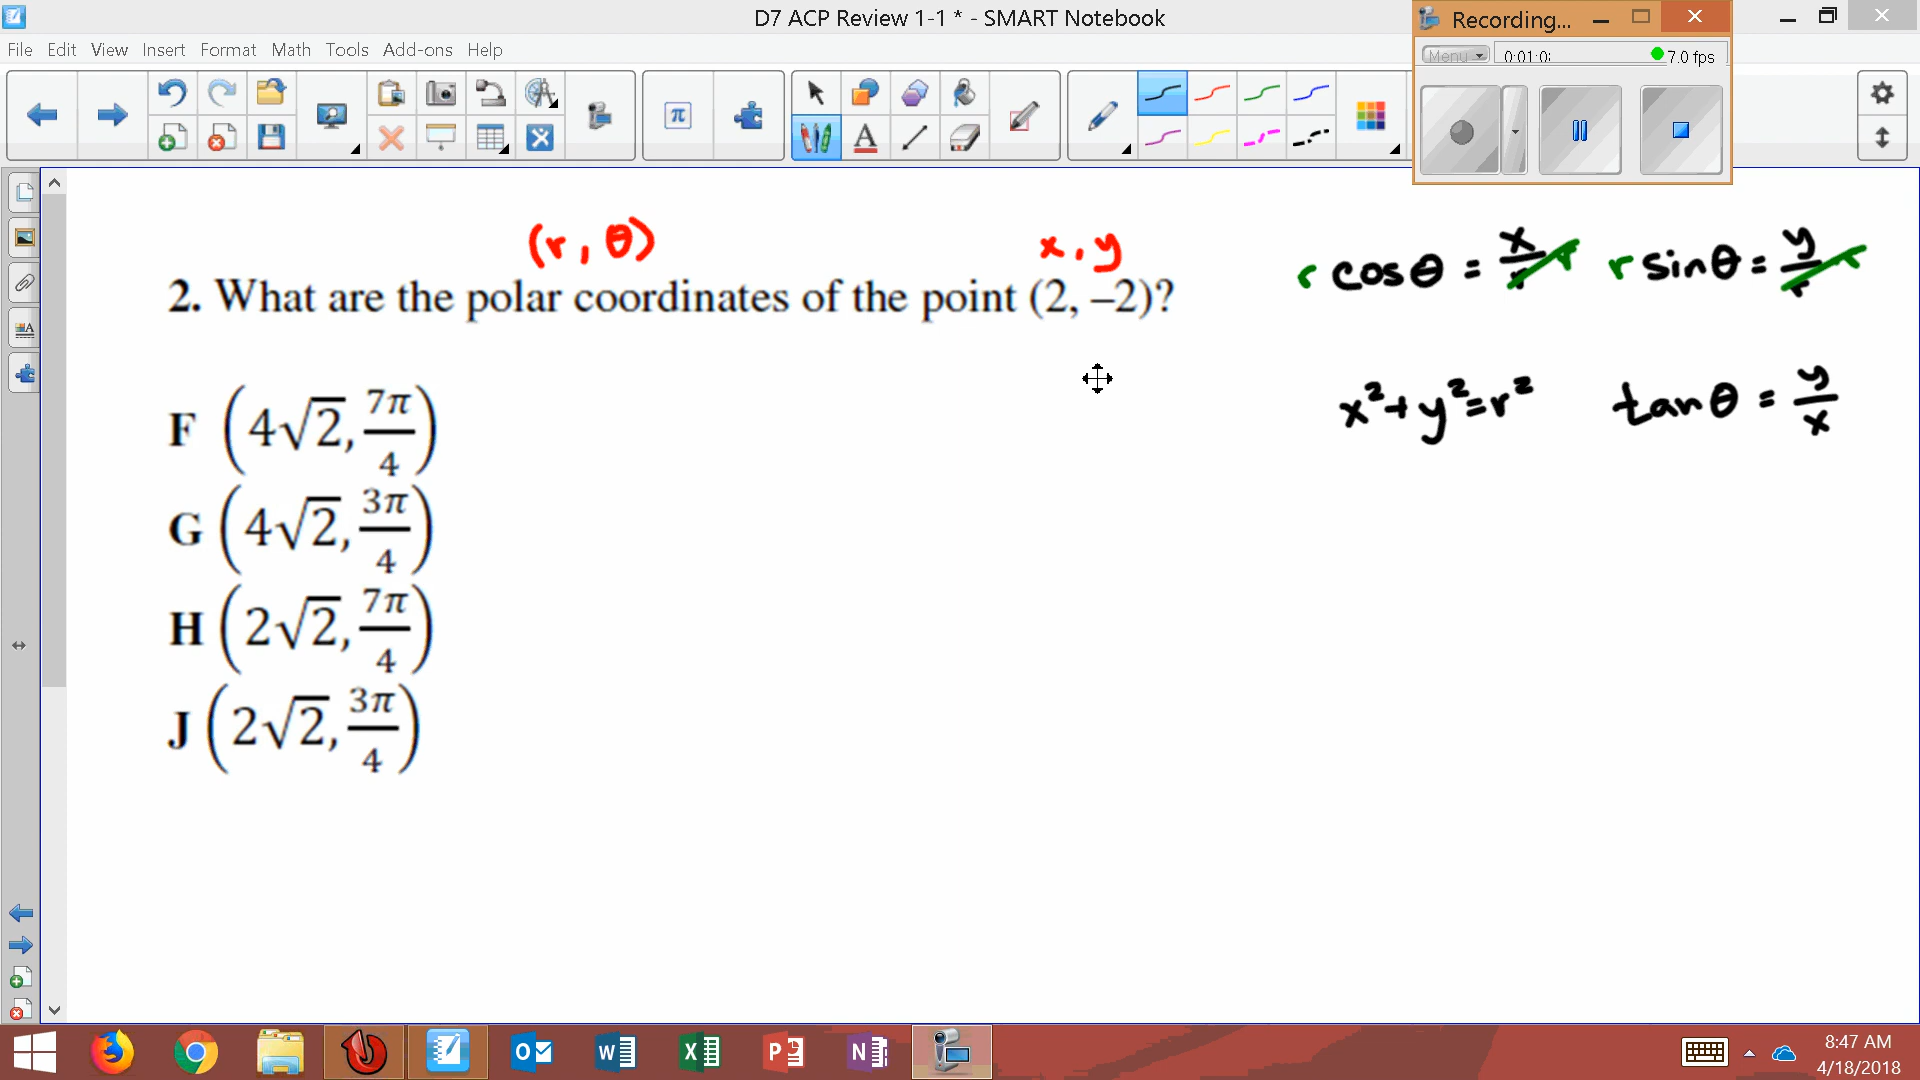 D7 ACP Review 1-1 * - SMART Notebook
Recording...
File Edit View Insert Format Math Tools Add-ons Help
Menu 0:01:0: 7.0 fps
π
A
(r, θ) x, y
2. What are the polar coordinates of the point (2, –2)?
r cosθ = x/r r r sinθ = y/r r
F (4√2, 7π/4)
x² + y² = r² tanθ = y/x
G (4√2, 3π/4)
H (2√2, 7π/4)
J (2√2, 3π/4)
8:47 AM
4/18/2018